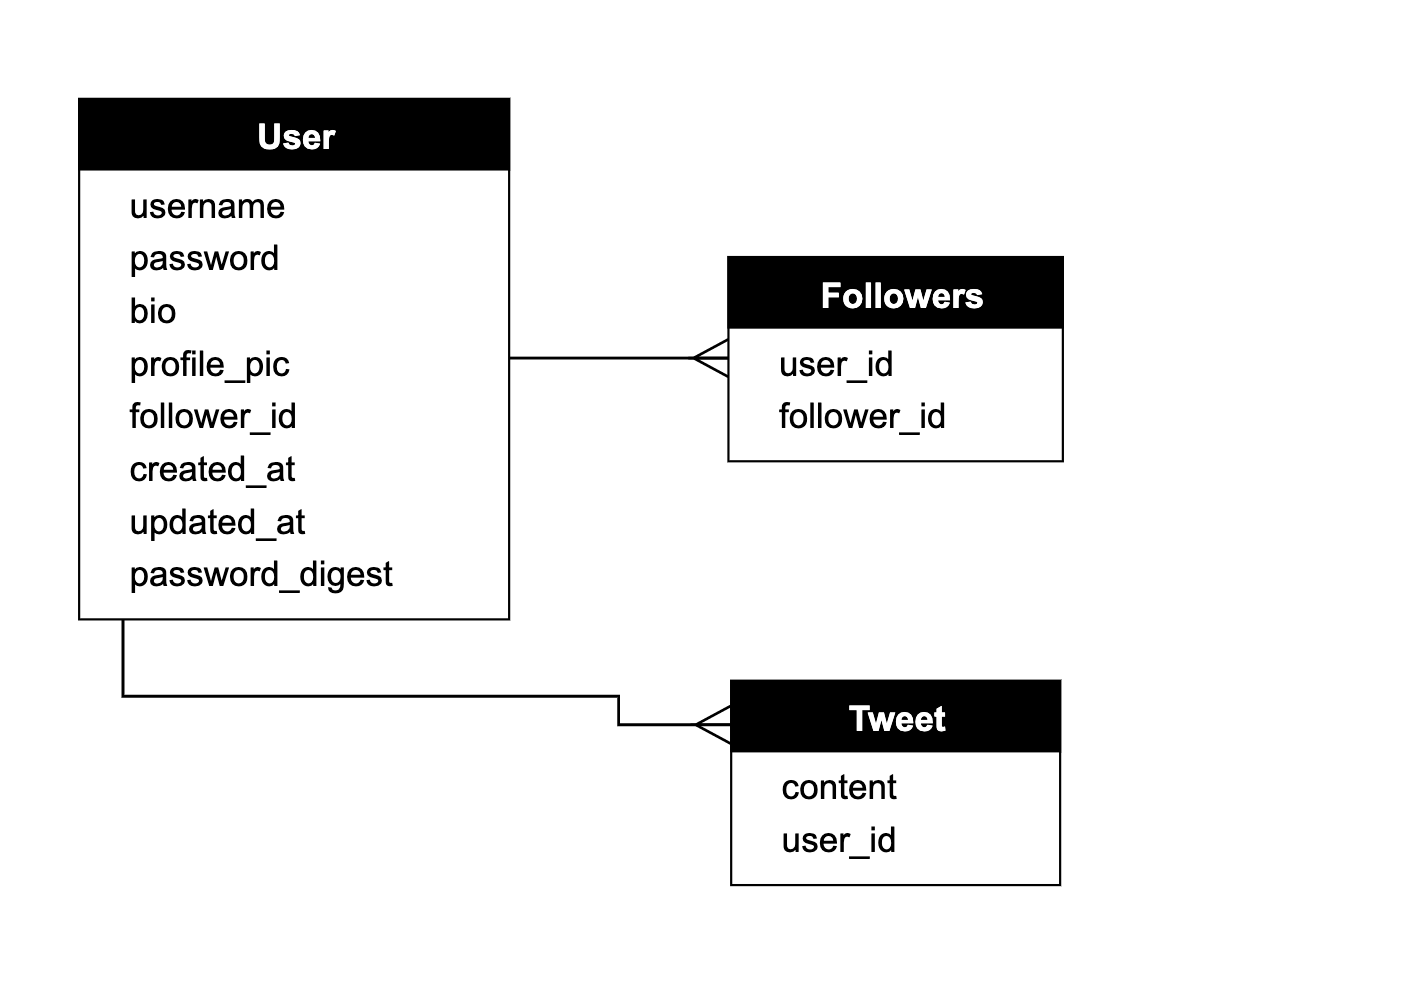 User
username
password
bio
profile_pic
follower_id
created_at
updated_at
password_digest
Followers
user_id
follower_id
Tweet
content
user_id